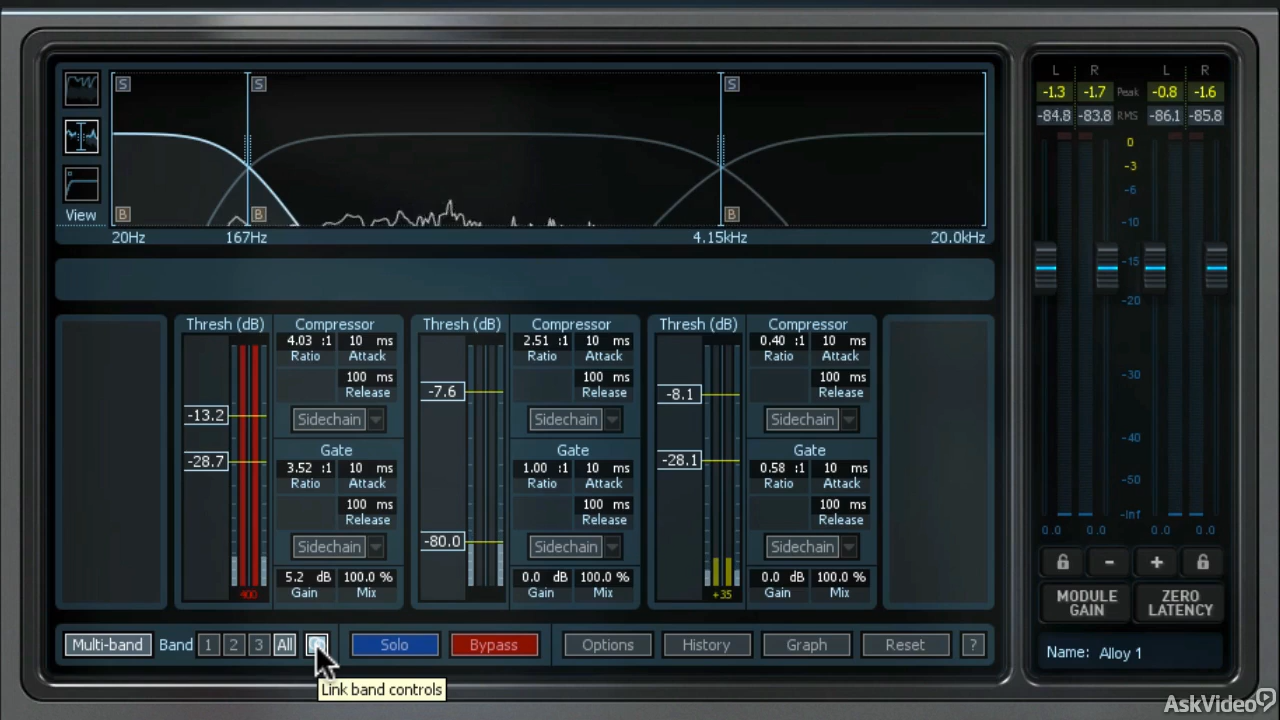 S S S
View
B B B
20Hz 167Hz 4.15kHz 20.0kHz
Thresh (dB) Compressor
4.03 :1 10 ms
Ratio Attack
100 ms
Release
-13.2
Sidechain
-28.7
Gate
3.52 :1 10 ms
Ratio Attack
100 ms
Release
Sidechain
5.2 dB 100.0 %
Gain Mix
400
Thresh (dB) Compressor
2.51 :1 10 ms
Ratio Attack
100 ms
Release
-7.6
Sidechain
Gate
1.00 :1 10 ms
Ratio Attack
100 ms
Release
-80.0
Sidechain
0.0 dB 100.0 %
Gain Mix
Thresh (dB) Compressor
0.40 :1 10 ms
Ratio Attack
100 ms
Release
-8.1
Sidechain
-28.1
Gate
0.58 :1 10 ms
Ratio Attack
100 ms
Release
Sidechain
0.0 dB 100.0 %
Gain Mix
+35
Multi-band Band 1 2 3 All Solo Bypass Options History Graph Reset ?
Link band controls
L R L R
-1.3 -1.7 Peak -0.8 -1.6
-84.8 -83.8 RMS -86.1 -85.8
0
-3
-6
-10
-15
-20
-30
-40
-50
-Inf
0.0 0.0 0.0 0.0
- +
MODULE GAIN
ZERO LATENCY
Name: Alloy 1
AskVideo